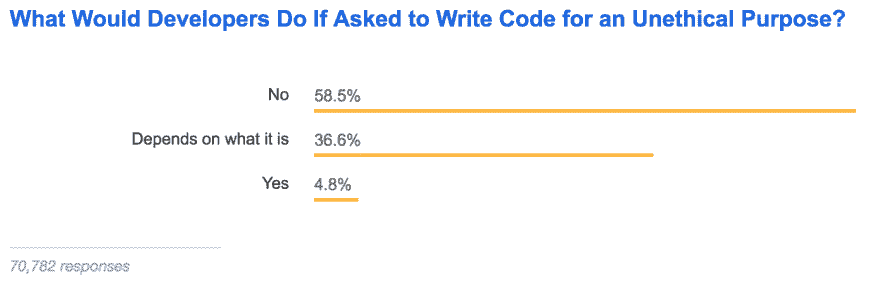 What Would Developers Do If Asked to Write Code for an Unethical Purpose?
No 58.5%
Depends on what it is 36.6%
Yes 4.8%
70,782 responses